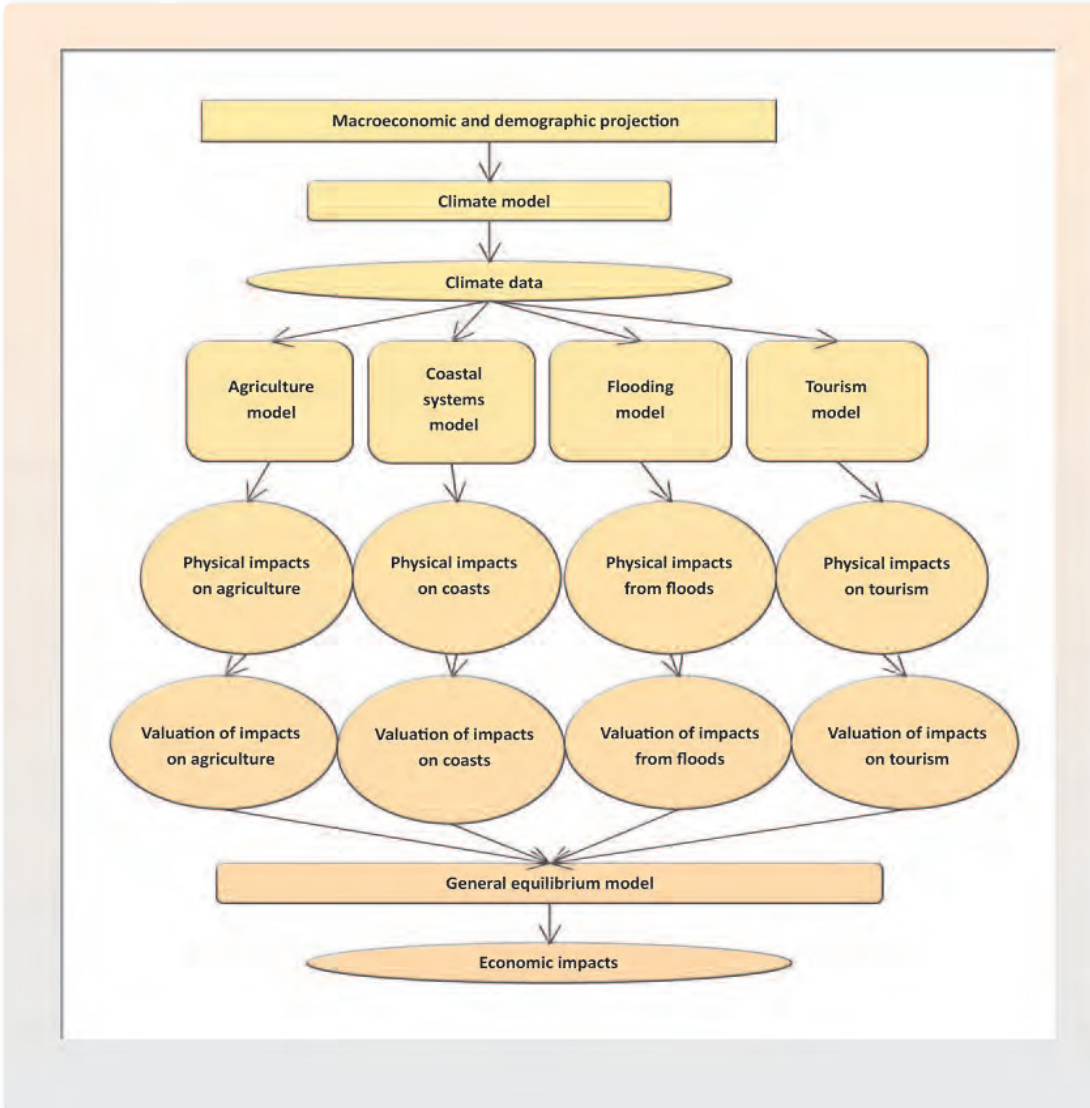 Macroeconomic and demographic projection
Climate model
Climate data
Agriculture
model
Coastal
systems
model
Flooding
model
Tourism
model
Physical impacts
on agriculture
Physical impacts
on coasts
Physical impacts
from floods
Physical impacts
on tourism
Valuation of impacts
on agriculture
Valuation of impacts
on coasts
Valuation of impacts
from floods
Valuation of impacts
on tourism
General equilibrium model
Economic impacts